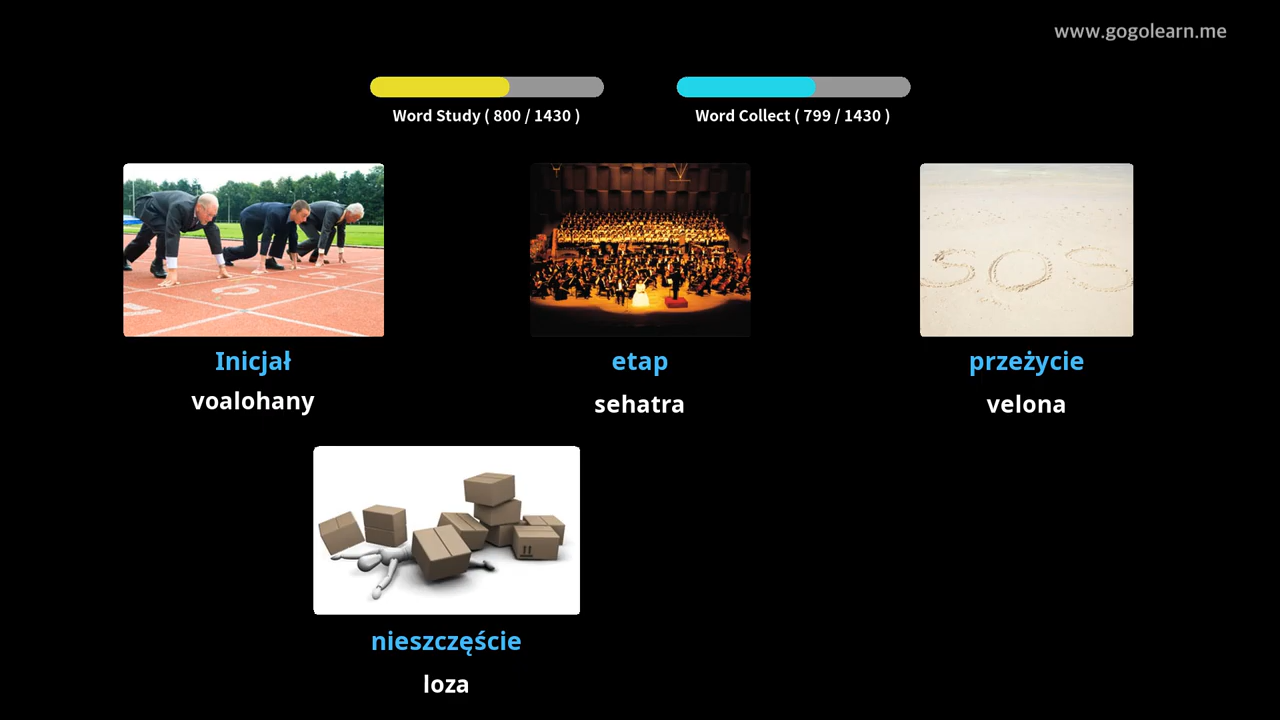 www.gogolearn.me
Word Study ( 800 / 1430 )
Word Collect ( 799 / 1430 )
SOS
Inicjał
etap
przeżycie
voalohany
sehatra
velona
nieszczęście
loza